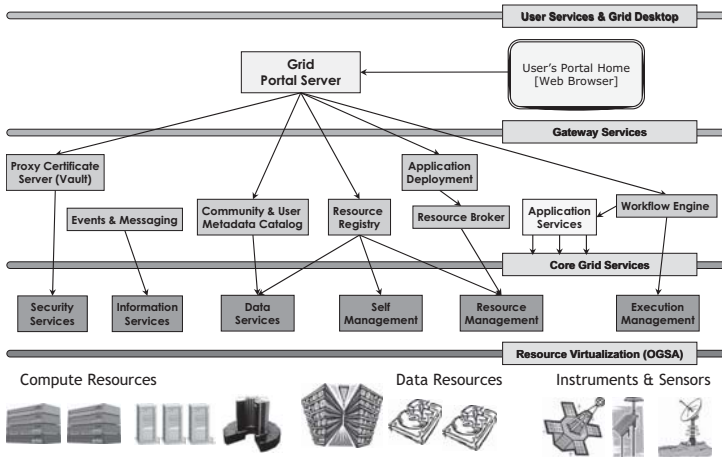 User Services & Grid Desktop
Grid
Portal Server
User's Portal Home
[Web Browser]
Gateway Services
Proxy Certificate
Server (Vault)
Application
Deployment
Events & Messaging
Community & User
Metadata Catalog
Resource
Registry
Resource Broker
Application
Services
Workflow Engine
Core Grid Services
Security
Services
Information
Services
Data
Services
Self
Management
Resource
Management
Execution
Management
Resource Virtualization (OGSA)
Compute Resources
Data Resources
Instruments & Sensors